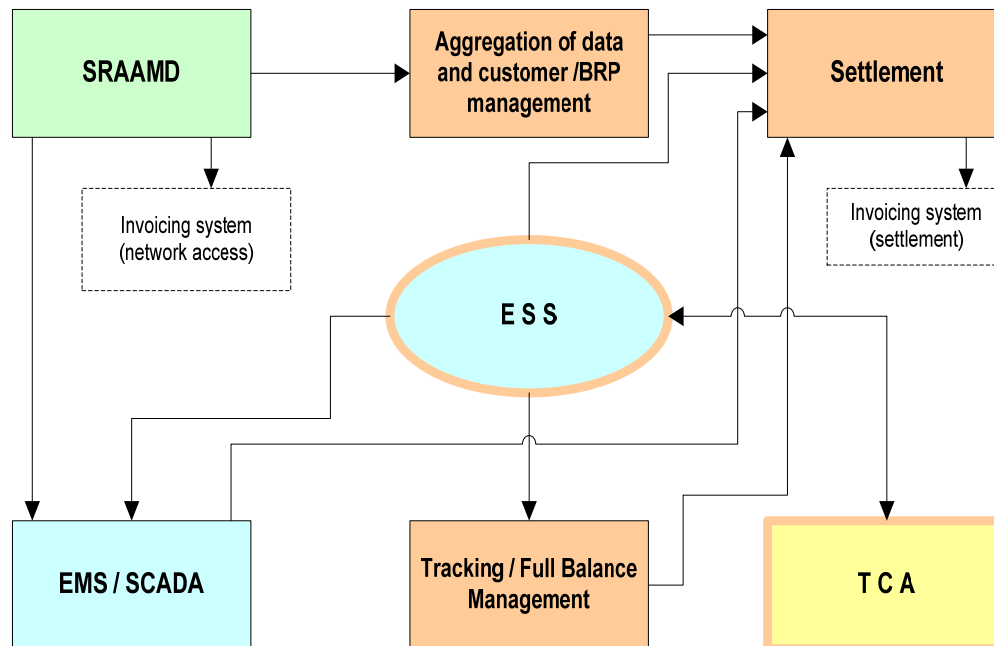 SRAAMD
Aggregation of data
and customer /BRP
management
Settlement
Invoicing system
(network access)
Invoicing system
(settlement)
E S S
EMS / SCADA
Tracking / Full Balance
Management
T C A